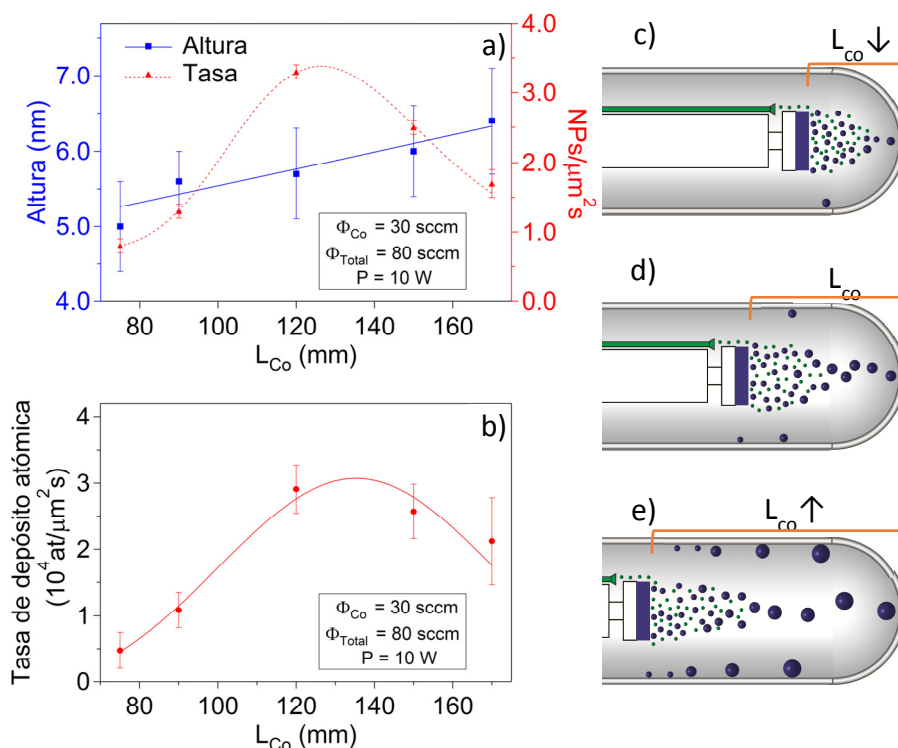 a)
Altura
Tasa
Altura (nm)
7.0
6.0
5.0
4.0
4.0
3.0
2.0
1.0
0.0
NPs/μm²s
Φ_Co = 30 sccm
Φ_Total = 80 sccm
P = 10 W
80 100 120 140 160
L_Co (mm)
b)
Tasa de depósito atómica
(10⁴at/μm²s)
4
3
2
1
0
Φ_Co = 30 sccm
Φ_Total = 80 sccm
P = 10 W
80 100 120 140 160
L_Co (mm)
c)
L_co ↓
d)
L_co
e)
L_co ↑